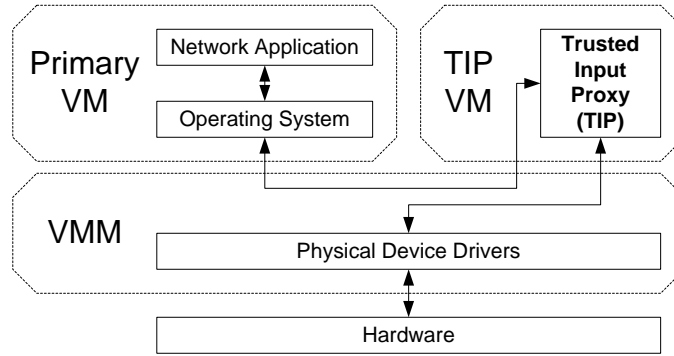 Primary
VM
Network Application
Operating System
TIP
VM
Trusted
Input
Proxy
(TIP)
VMM
Physical Device Drivers
Hardware